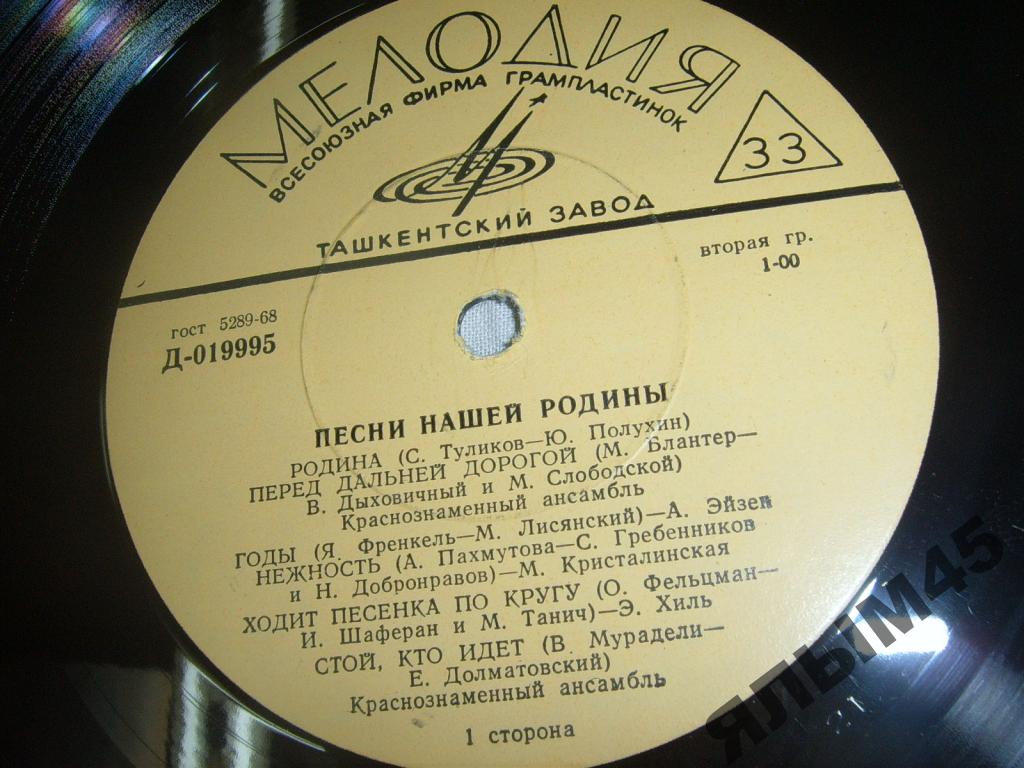 МЕЛОДИЯ
ВСЕСОЮЗНАЯ ФИРМА ГРАМПЛАСТИНОК
33
ТАШКЕНТСКИЙ ЗАВОД
вторая гр.
1-00
гост 5289-68
Д-019995
ПЕСНИ НАШЕЙ РОДИНЫ
РОДИНА (С. Туликов—Ю. Полухин)
ПЕРЕД ДАЛЬНЕЙ ДОРОГОЙ (М. Блантер—
В. Дыховичный и М. Слободской)
Краснознаменный ансамбль
ГОДЫ (Я. Френкель—М. Лисянский)—А. Эйзен
НЕЖНОСТЬ (А. Пахмутова—С. Гребенников
и Н. Добронравов)—М. Кристалинская
ХОДИТ ПЕСЕНКА ПО КРУГУ (О. Фельцман—
И. Шаферан и М. Танич)—Э. Хиль
СТОЙ, КТО ИДЕТ (В. Мурадели—
Е. Долматовский)
Краснознаменный ансамбль
1 сторона
ЯЛЫМ45